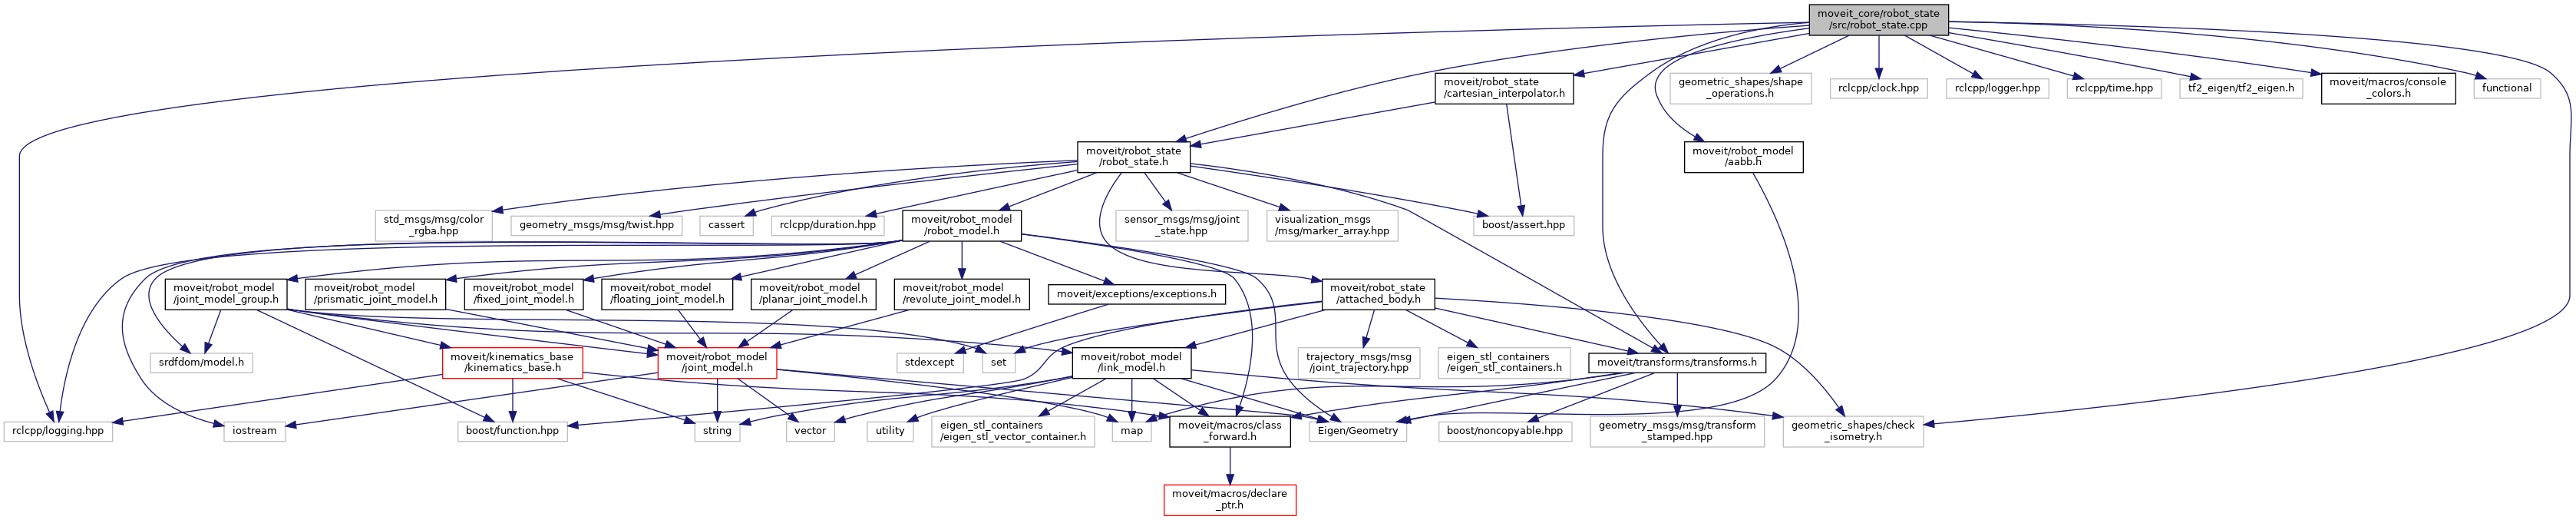 moveit_core/robot_state
/src/robot_state.cpp
moveit/robot_state
/cartesian_interpolator.h
geometric_shapes/shape
_operations.h
rclcpp/clock.hpp
rclcpp/logger.hpp
rclcpp/time.hpp
tf2_eigen/tf2_eigen.h
moveit/macros/console
_colors.h
functional
moveit/robot_state
/robot_state.h
moveit/robot_model
/aabb.h
std_msgs/msg/color
_rgba.hpp
geometry_msgs/msg/twist.hpp
cassert
rclcpp/duration.hpp
moveit/robot_model
/robot_model.h
sensor_msgs/msg/joint
_state.hpp
visualization_msgs
/msg/marker_array.hpp
boost/assert.hpp
moveit/robot_model
/joint_model_group.h
moveit/robot_model
/prismatic_joint_model.h
moveit/robot_model
/fixed_joint_model.h
moveit/robot_model
/floating_joint_model.h
moveit/robot_model
/planar_joint_model.h
moveit/robot_model
/revolute_joint_model.h
moveit/exceptions/exceptions.h
moveit/robot_state
/attached_body.h
srdfdom/model.h
moveit/kinematics_base
/kinematics_base.h
moveit/robot_model
/joint_model.h
stdexcept
set
moveit/robot_model
/link_model.h
trajectory_msgs/msg
/joint_trajectory.hpp
eigen_stl_containers
/eigen_stl_containers.h
moveit/transforms/transforms.h
rclcpp/logging.hpp
iostream
boost/function.hpp
string
vector
utility
eigen_stl_containers
/eigen_stl_vector_container.h
map
moveit/macros/class
_forward.h
Eigen/Geometry
boost/noncopyable.hpp
geometry_msgs/msg/transform
_stamped.hpp
geometric_shapes/check
_isometry.h
moveit/macros/declare
_ptr.h